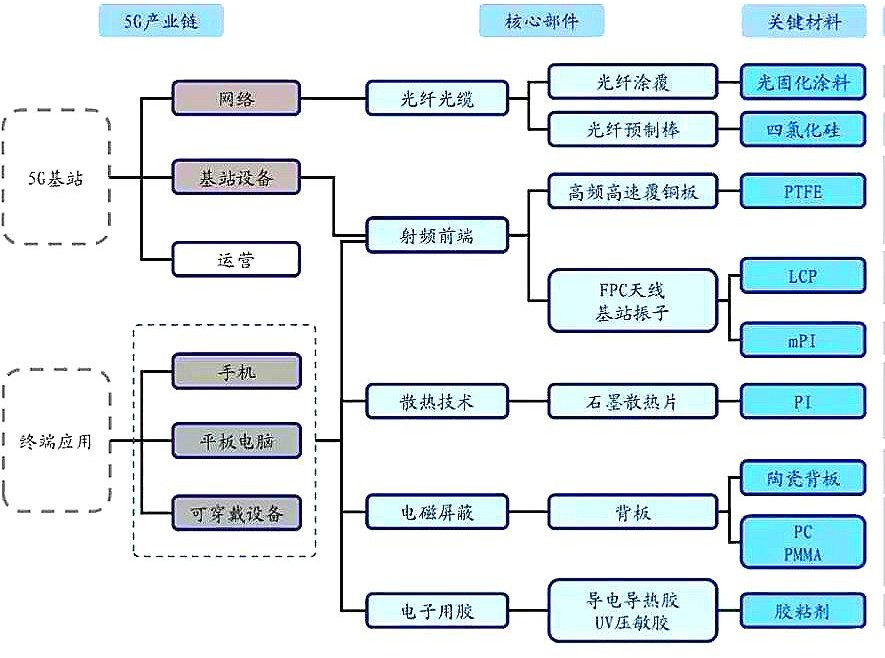 5G产业链
核心部件
关键材料
5G基站
网络
光纤光缆
光纤涂覆
光固化涂料
光纤预制棒
四氯化硅
基站设备
射频前端
高频高速覆铜板
PTFE
运营
FPC天线
基站振子
LCP
mPI
终端应用
手机
平板电脑
可穿戴设备
散热技术
石墨散热片
PI
电磁屏蔽
背板
陶瓷背板
PC
PMMA
电子用胶
导电导热胶
UV压敏胶
胶粘剂